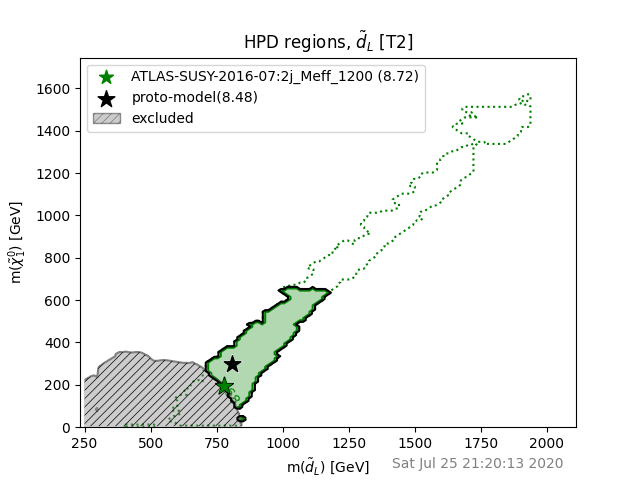 HPD regions, d̃_L [T2]
ATLAS-SUSY-2016-07:2j_Meff_1200 (8.72)
proto-model(8.48)
excluded
m(χ̃⁰₁) [GeV]
1600
1400
1200
1000
800
600
400
200
0
250 500 750 1000 1250 1500 1750 2000
m(d̃_L) [GeV]
Sat Jul 25 21:20:13 2020